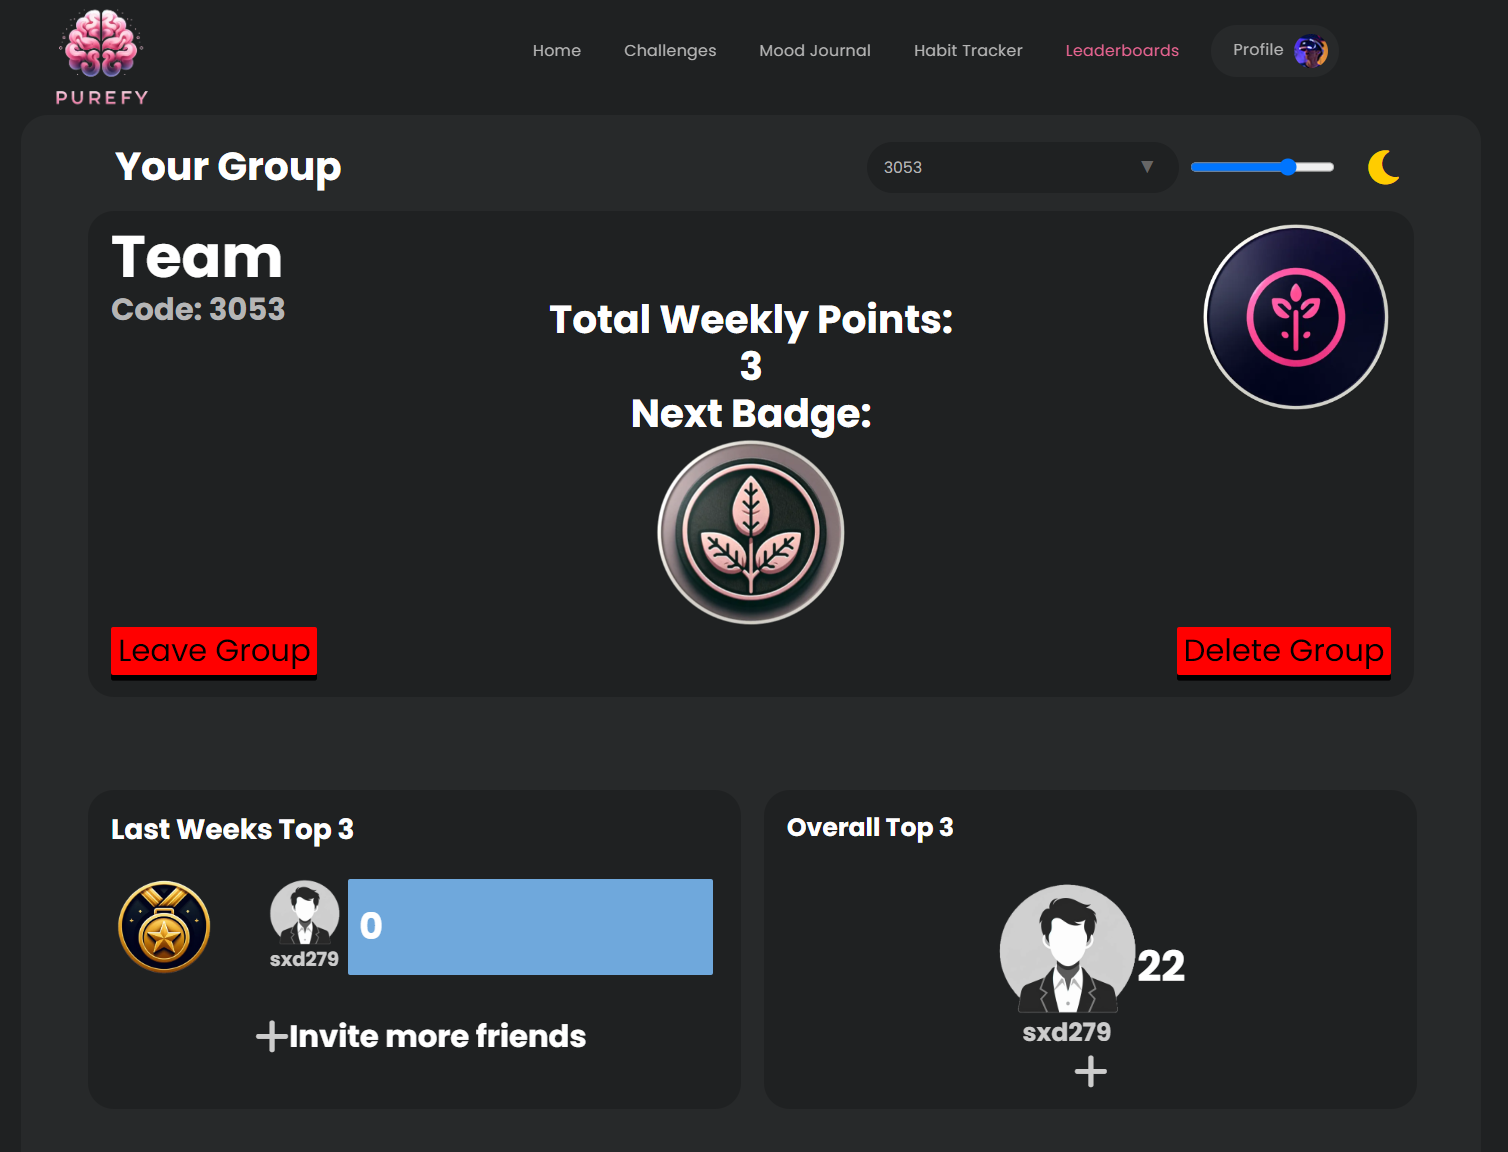 PUREFY
Home Challenges Mood Journal Habit Tracker Leaderboards Profile
Your Group
3053
Team
Code: 3053
Total Weekly Points:
3
Next Badge:
Leave Group
Delete Group
Last Weeks Top 3
0
sxd279
Invite more friends
Overall Top 3
22
sxd279